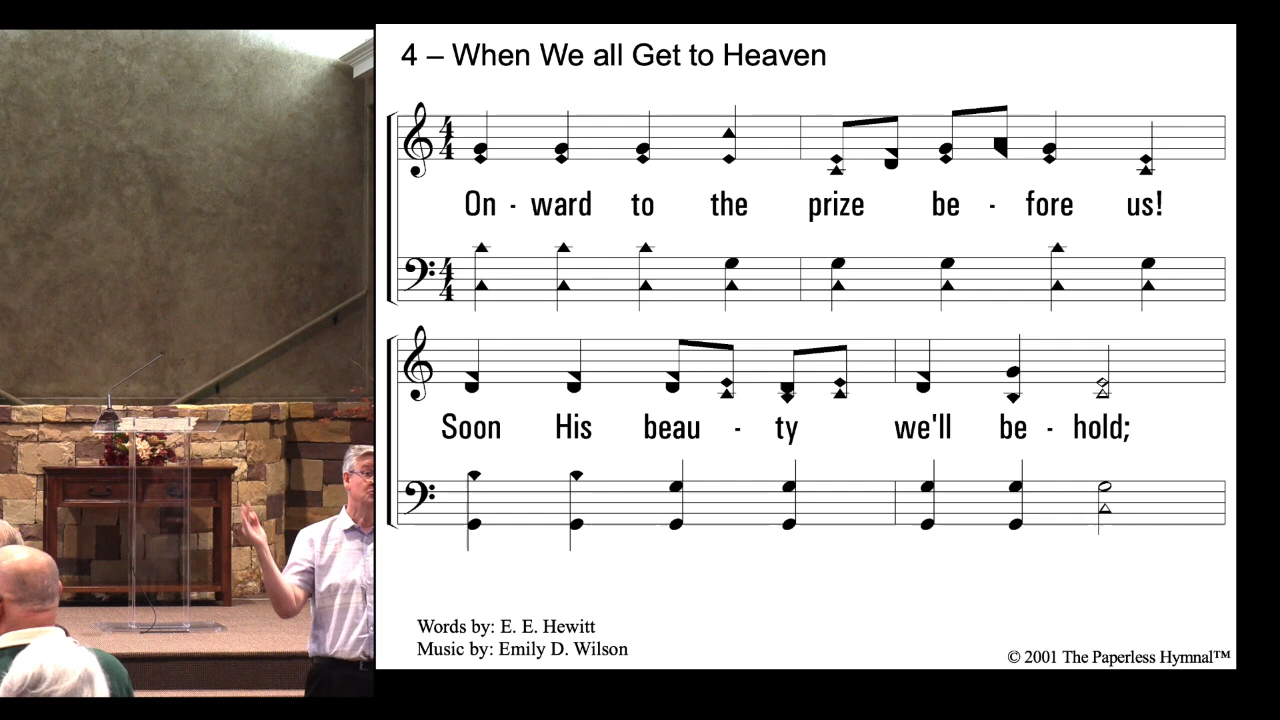 4 – When We all Get to Heaven
On - ward to the prize be - fore us!
Soon His beau - ty we'll be - hold;
Words by: E. E. Hewitt
Music by: Emily D. Wilson
© 2001 The Paperless Hymnal™